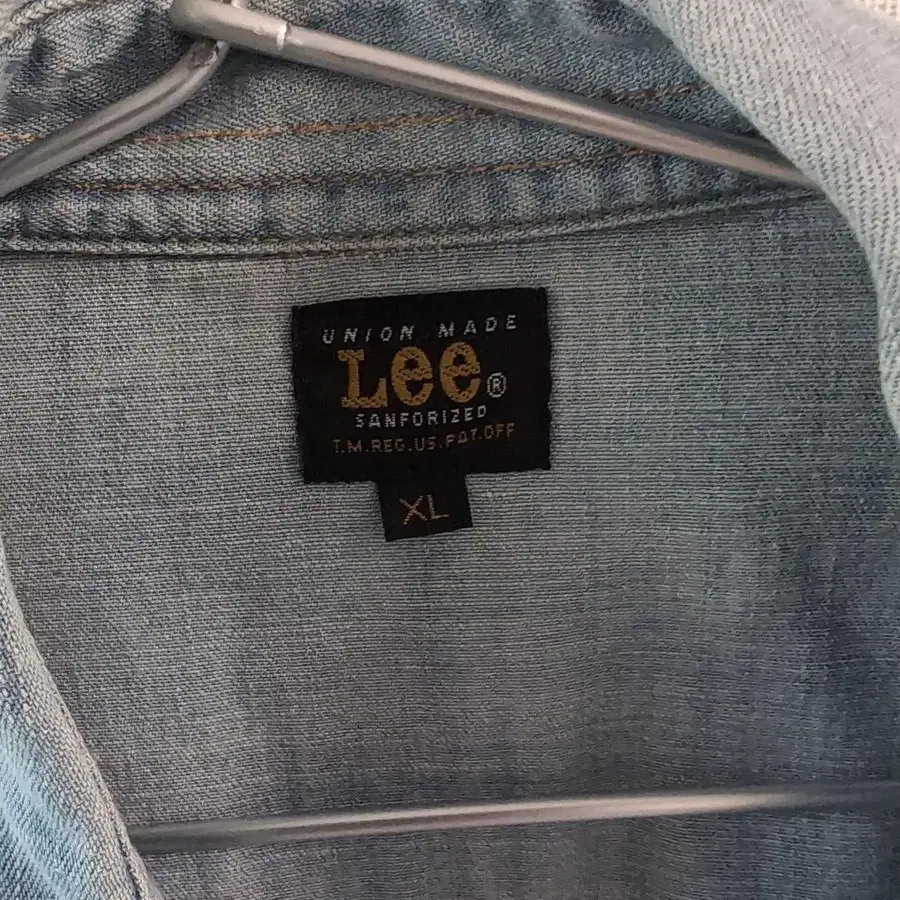 UNION MADE
Lee®
SANFORIZED
T.M.REG.US.PAT.OFF
XL